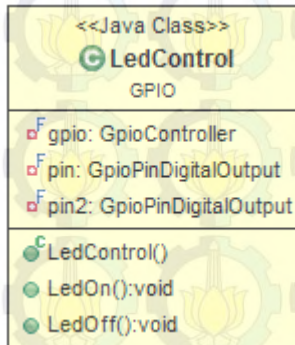 <<Java Class>>
LedControl
GPIO
gpio: GpioController
pin: GpioPinDigitalOutput
pin2: GpioPinDigitalOutput
LedControl()
LedOn():void
LedOff():void